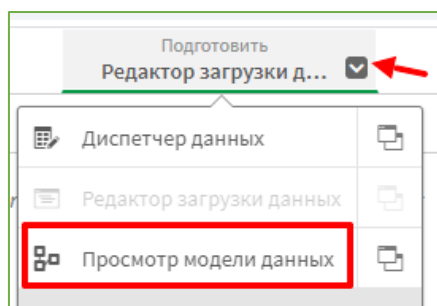 Подготовить
Редактор загрузки д...
Диспетчер данных
Редактор загрузки данных
Просмотр модели данных